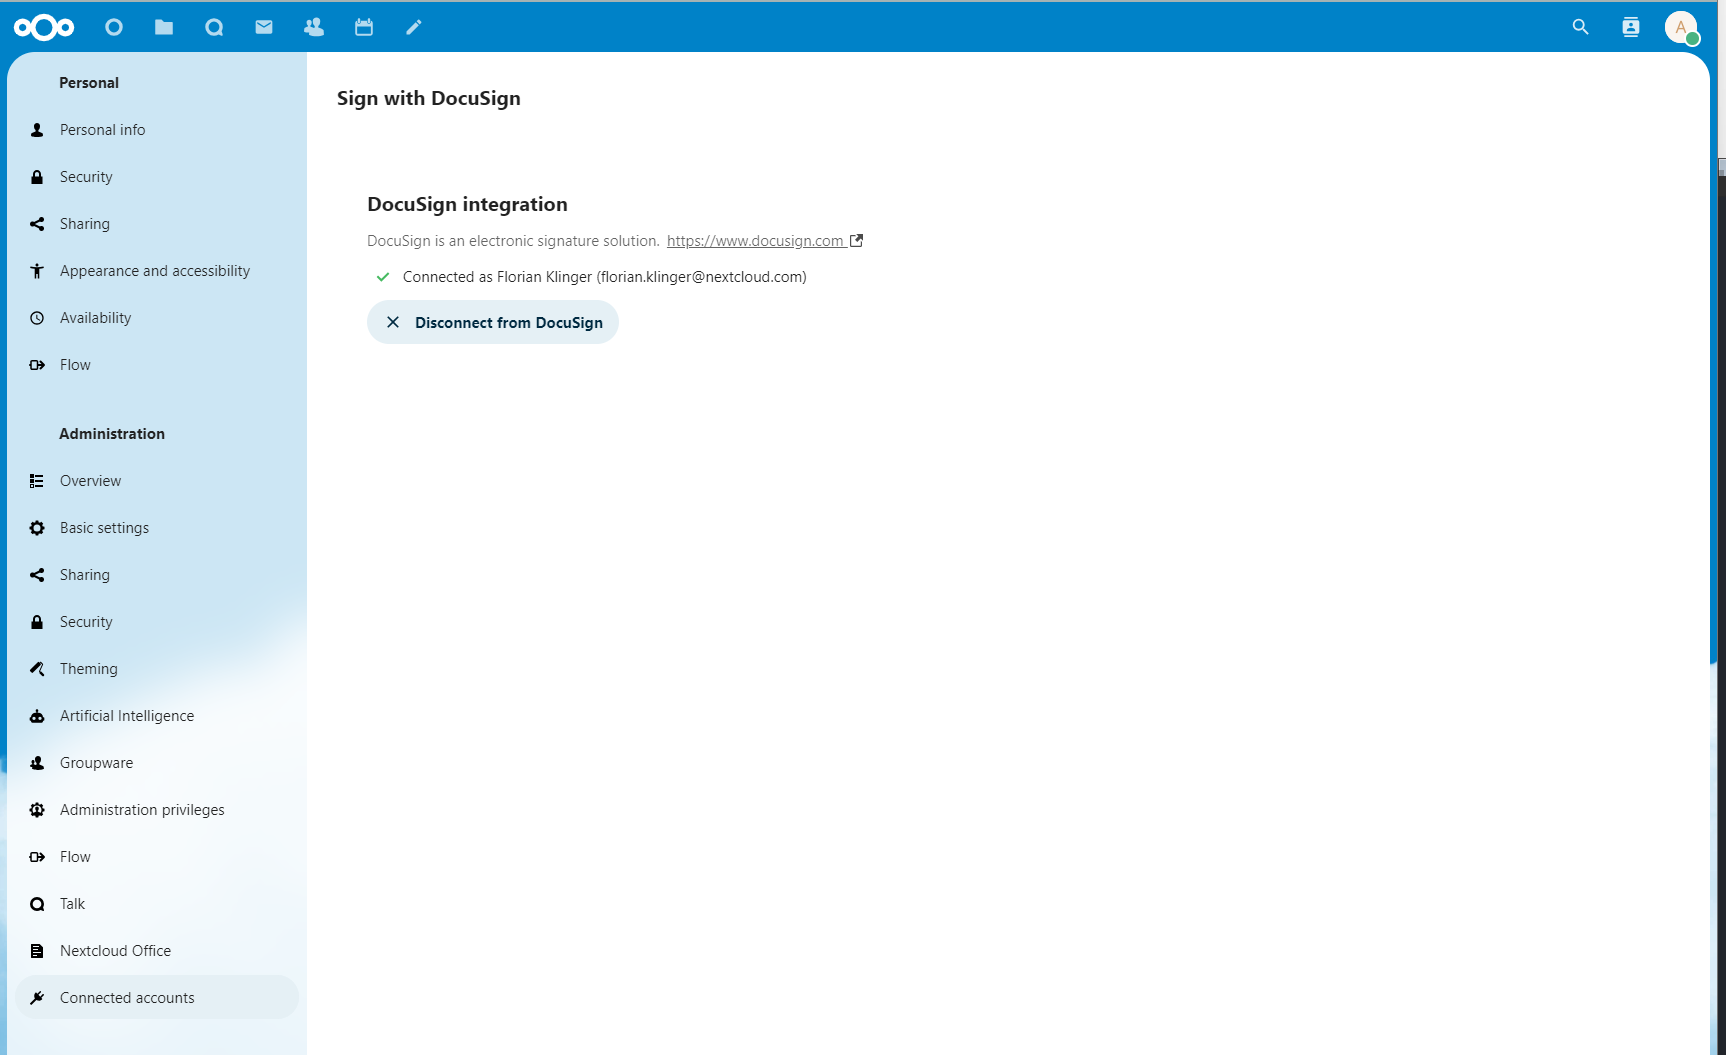 A
Personal
Personal info
Security
Sharing
Appearance and accessibility
Availability
Flow
Administration
Overview
Basic settings
Sharing
Security
Theming
Artificial Intelligence
Groupware
Administration privileges
Flow
Talk
Nextcloud Office
Connected accounts
Sign with DocuSign
DocuSign integration
DocuSign is an electronic signature solution. https://www.docusign.com
Connected as Florian Klinger (florian.klinger@nextcloud.com)
Disconnect from DocuSign